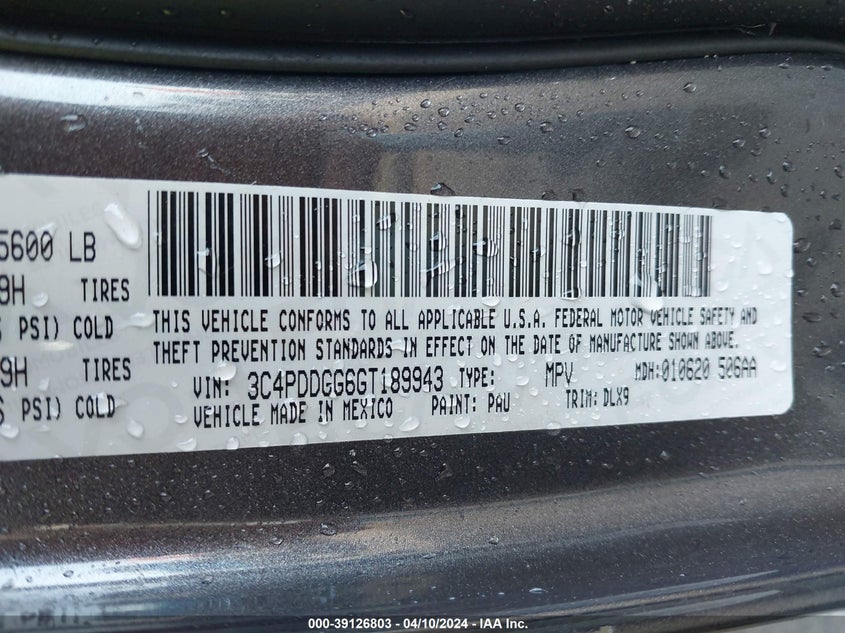 5600 LB
9H TIRES
PSI) COLD
THIS VEHICLE CONFORMS TO ALL APPLICABLE U.S.A. FEDERAL MOTOR VEHICLE SAFETY AND
THEFT PREVENTION STANDARDS IN EFFECT ON THE DATE OF MANUFACTURE SHOWN ABOVE.
9H TIRES
VIN: 3C4PDDGG6GT189943 TYPE: MPV MDH:010620 506AA
PSI) COLD
VEHICLE MADE IN MEXICO PAINT: PAU TRIM: DLX9
000-39126803 - 04/10/2024 - IAA Inc.